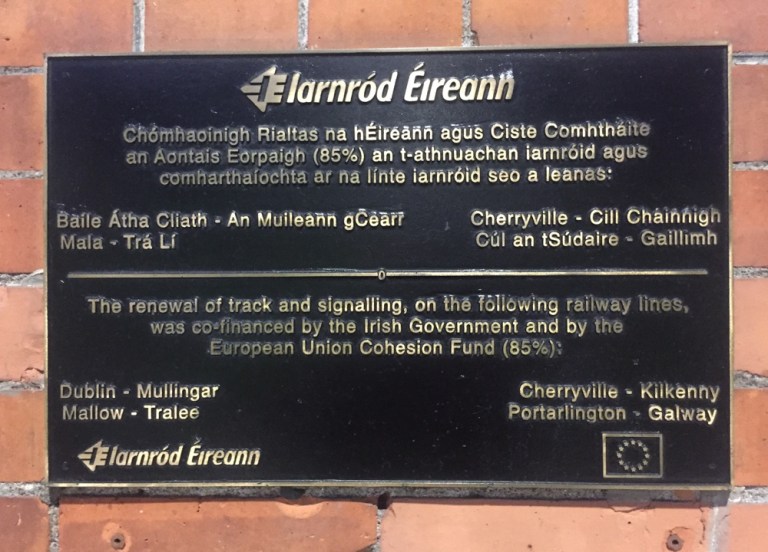 Iarnród Éireann
Chómhaoinigh Rialtas na hÉireann agus Ciste Comhtháite
an Aontais Eorpaigh (85%) an t-athnuachan iarnróid agus
comharthaíochta ar na línte iarnróid seo a leanas:
Baile Átha Cliath - An Muileann gCearr
Mala - Trá Lí
Cherryville - Cill Chainnigh
Cúl an tSúdaire - Gaillimh
The renewal of track and signalling, on the following railway lines,
was co-financed by the Irish Government and by the
European Union Cohesion Fund (85%):
Dublin - Mullingar
Mallow - Tralee
Cherryville - Kilkenny
Portarlington - Galway
Iarnród Éireann